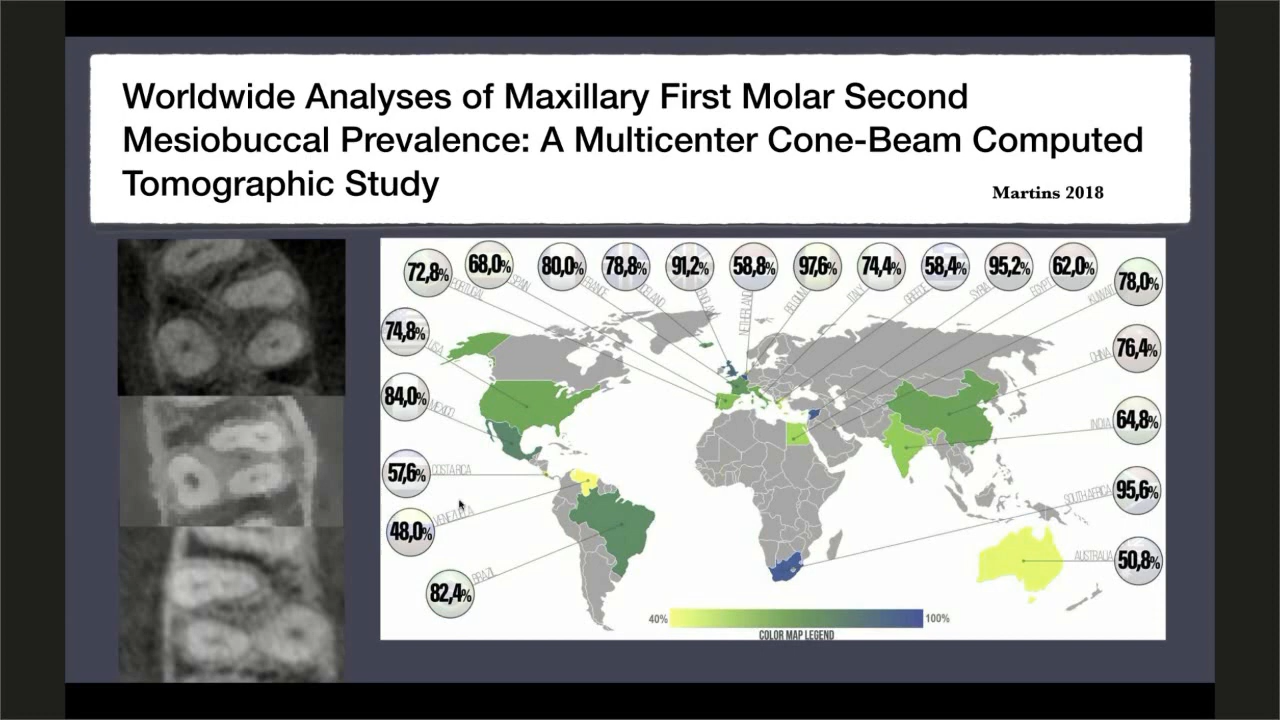 Worldwide Analyses of Maxillary First Molar Second
Mesiobuccal Prevalence: A Multicenter Cone-Beam Computed
Tomographic Study
Martins 2018
72,8%
PORTUGAL
68,0%
SPAIN
80,0%
FRANCE
78,8%
91,2%
ENGLAND
58,8%
NETHERLAND
97,6%
BELGIUM
74,4%
ITALY
58,4%
GREECE
95,2%
SYRIA
62,0%
EGYPT
78,0%
KUWAIT
74,8%
USA
76,4%
CHINA
84,0%
MEXICO
64,8%
INDIA
57,6%
COSTA RICA
95,6%
SOUTH AFRICA
48,0%
VENEZUELA
50,8%
AUSTRALIA
82,4%
BRAZIL
40%
100%
COLOR MAP LEGEND